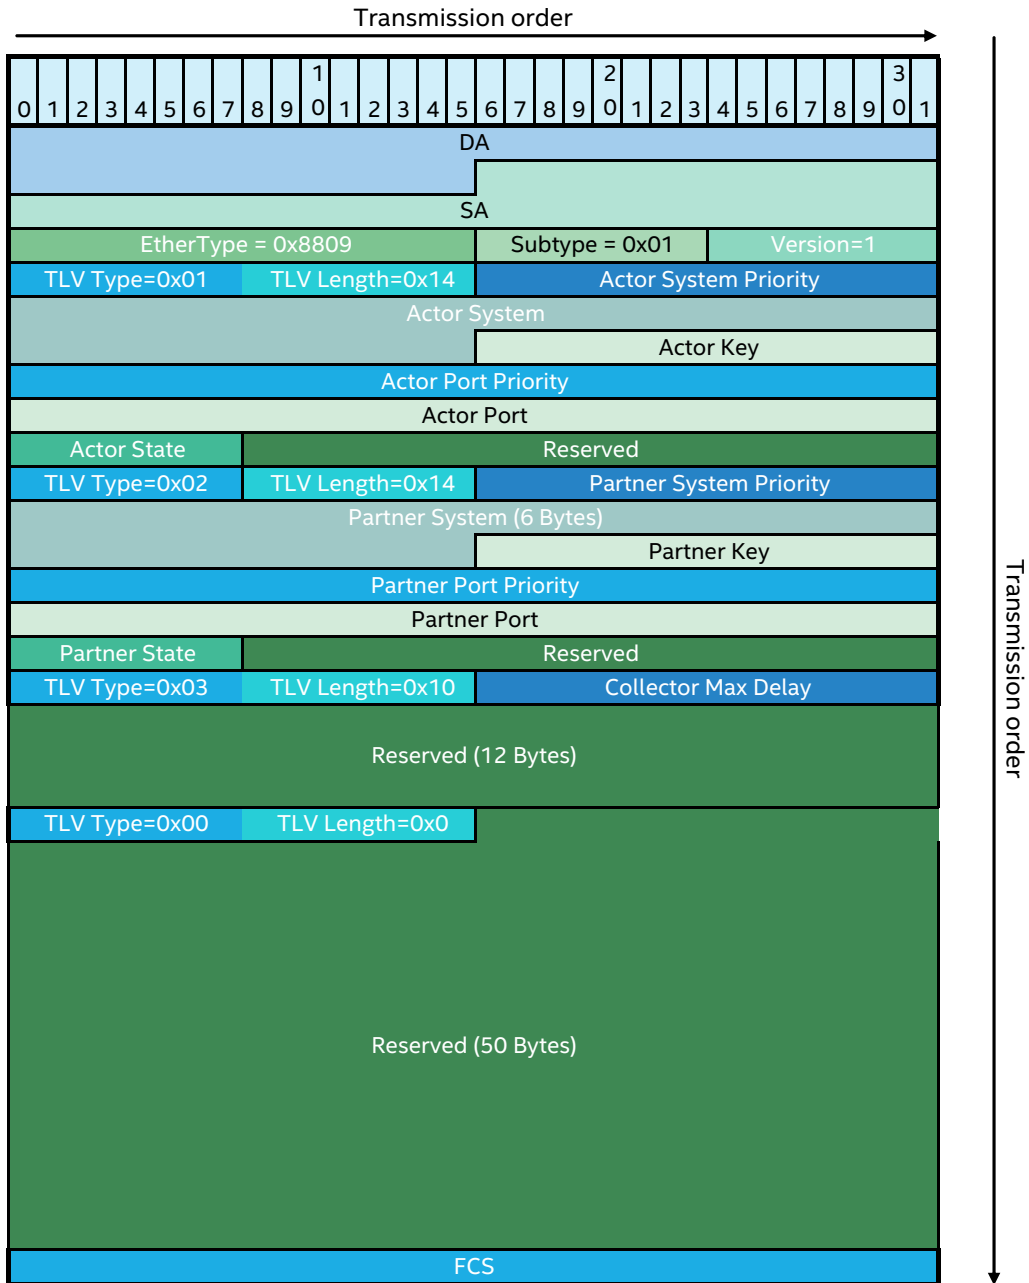 Transmission order
1 2 3
0 1 2 3 4 5 6 7 8 9 0 1 2 3 4 5 6 7 8 9 0 1 2 3 4 5 6 7 8 9 0 1
DA
SA
EtherType = 0x8809 Subtype = 0x01 Version=1
TLV Type=0x01 TLV Length=0x14 Actor System Priority
Actor System
Actor Key
Actor Port Priority
Actor Port
Actor State Reserved
TLV Type=0x02 TLV Length=0x14 Partner System Priority
Partner System (6 Bytes)
Partner Key
Partner Port Priority
Partner Port
Partner State Reserved
TLV Type=0x03 TLV Length=0x10 Collector Max Delay
Reserved (12 Bytes)
TLV Type=0x00 TLV Length=0x0
Reserved (50 Bytes)
FCS
Transmission order